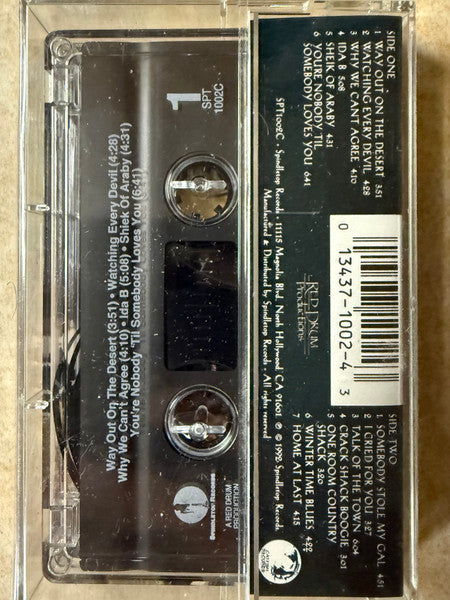 SIDE ONE
1 WAY OUT ON THE DESERT 3:51
2 WATCHING EVERY DEVIL 4:28
3 WHY WE CAN'T AGREE 4:10
4 IDA B 5:08
5 SHEIK OF ARABY 4:31
6 YOU'RE NOBODY TIL
SOMEBODY LOVES YOU 6:41
0 13437-1002-4 3
RED DRUM
Productions
SIDE TWO
1 SOMEBODY STOLE MY GAL 4:51
2 I CRIED FOR YOU 3:27
3 TALK OF THE TOWN 6:04
4 CRACK SHACK BOOGIE 3:01
5 ONE ROOM COUNTRY
SHACK 5:20
6 WINTER TIME BLUES 4:22
7 HOME AT LAST 4:15
SPT1002C • Spindletop Records • 11115 Magnolia Blvd. North Hollywood, CA 91601 ℗ © 1992 Spindletop Records,
Manufactured & Distributed by Spindletop Records • All rights reserved
1
SPT
1002C
Way Out On The Desert (3:51) • Watching Every Devil (4:28)
Why We Can't Agree (4:10) • Ida B (5:08) • Shiek Of Araby (4:31)
You're Nobody 'Til Somebody Loves You (6:41)
SPINDLETOP RECORDS
A RED DRUM
PRODUCTION